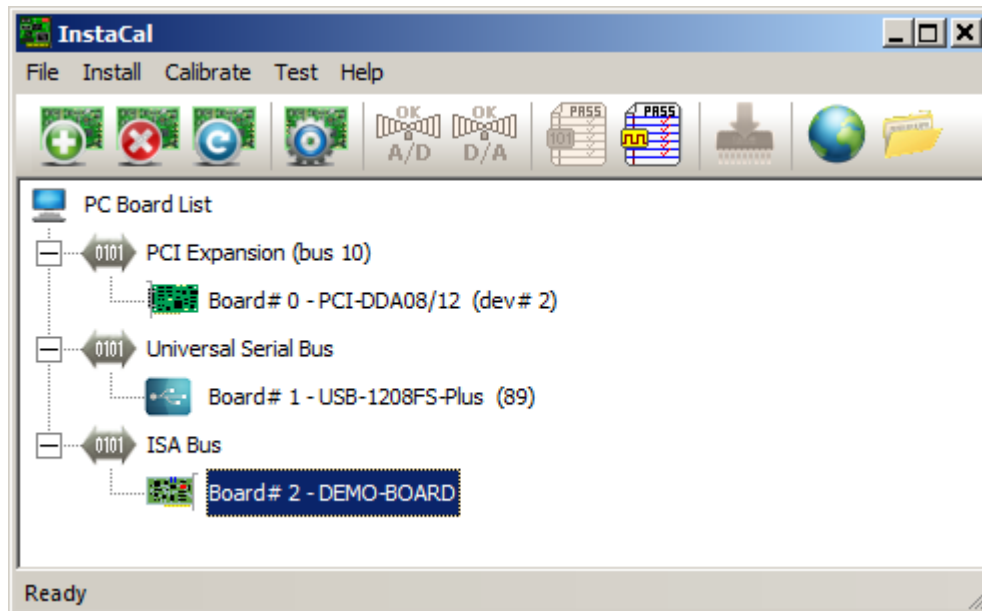 InstaCal
File Install Calibrate Test Help
OK OK PASS PASS
101
A/D D/A
PC Board List
0101 PCI Expansion (bus 10)
Board# 0 - PCI-DDA08/12 (dev# 2)
0101 Universal Serial Bus
Board# 1 - USB-1208FS-Plus (89)
0101 ISA Bus
Board# 2 - DEMO-BOARD
Ready